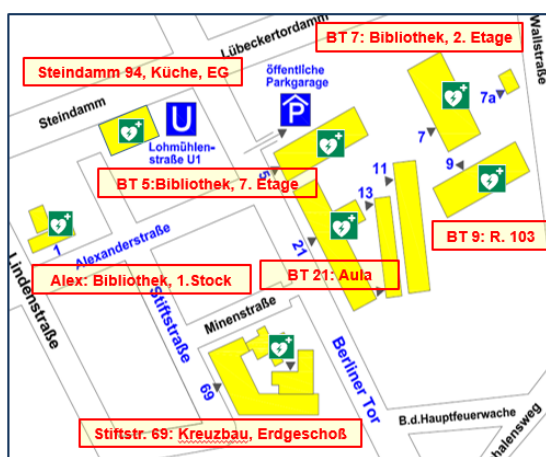 BT 7: Bibliothek, 2. Etage
Lübeckertordamm
Wallstraße
Steindamm 94, Küche, EG
öffentliche
Parkgarage
P
7a
Steindamm
U
Lohmühlen-
straße U1
7
9
11
BT 5:Bibliothek, 7. Etage
5
13
BT 9: R. 103
1
Alexanderstraße
21
Alex: Bibliothek, 1.Stock
BT 21: Aula
Lindenstraße
Stiftstraße
Minenstraße
Berliner Tor
69
B.d.Hauptfeuerwache
halensweg
Stiftstr. 69: Kreuzbau, Erdgeschoß